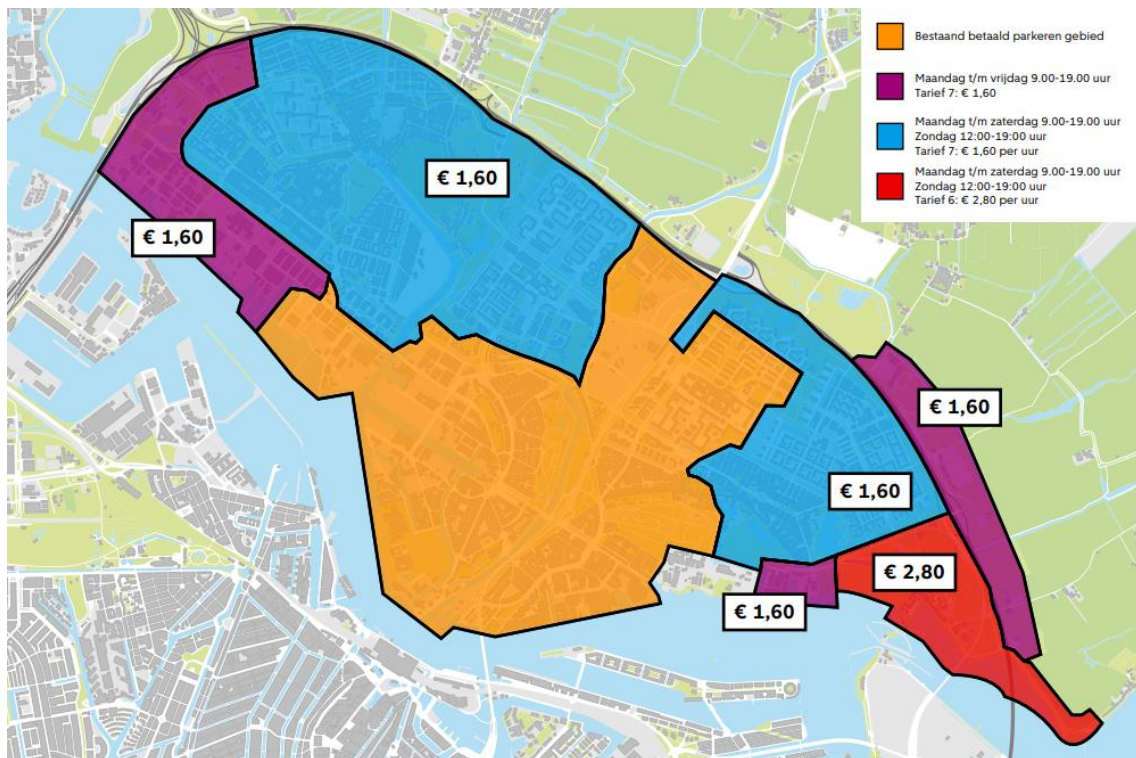 Bestaand betaald parkeren gebied
Maandag t/m vrijdag 9.00-19.00 uur
Tarief 7: € 1,60
Maandag t/m zaterdag 9.00-19.00 uur
Zondag 12:00-19:00 uur
Tarief 7: € 1,60 per uur
Maandag t/m zaterdag 9.00-19.00 uur
Zondag 12:00-19:00 uur
Tarief 6: € 2,80 per uur
€ 1,60
€ 1,60
€ 1,60
€ 1,60
€ 2,80
€ 1,60